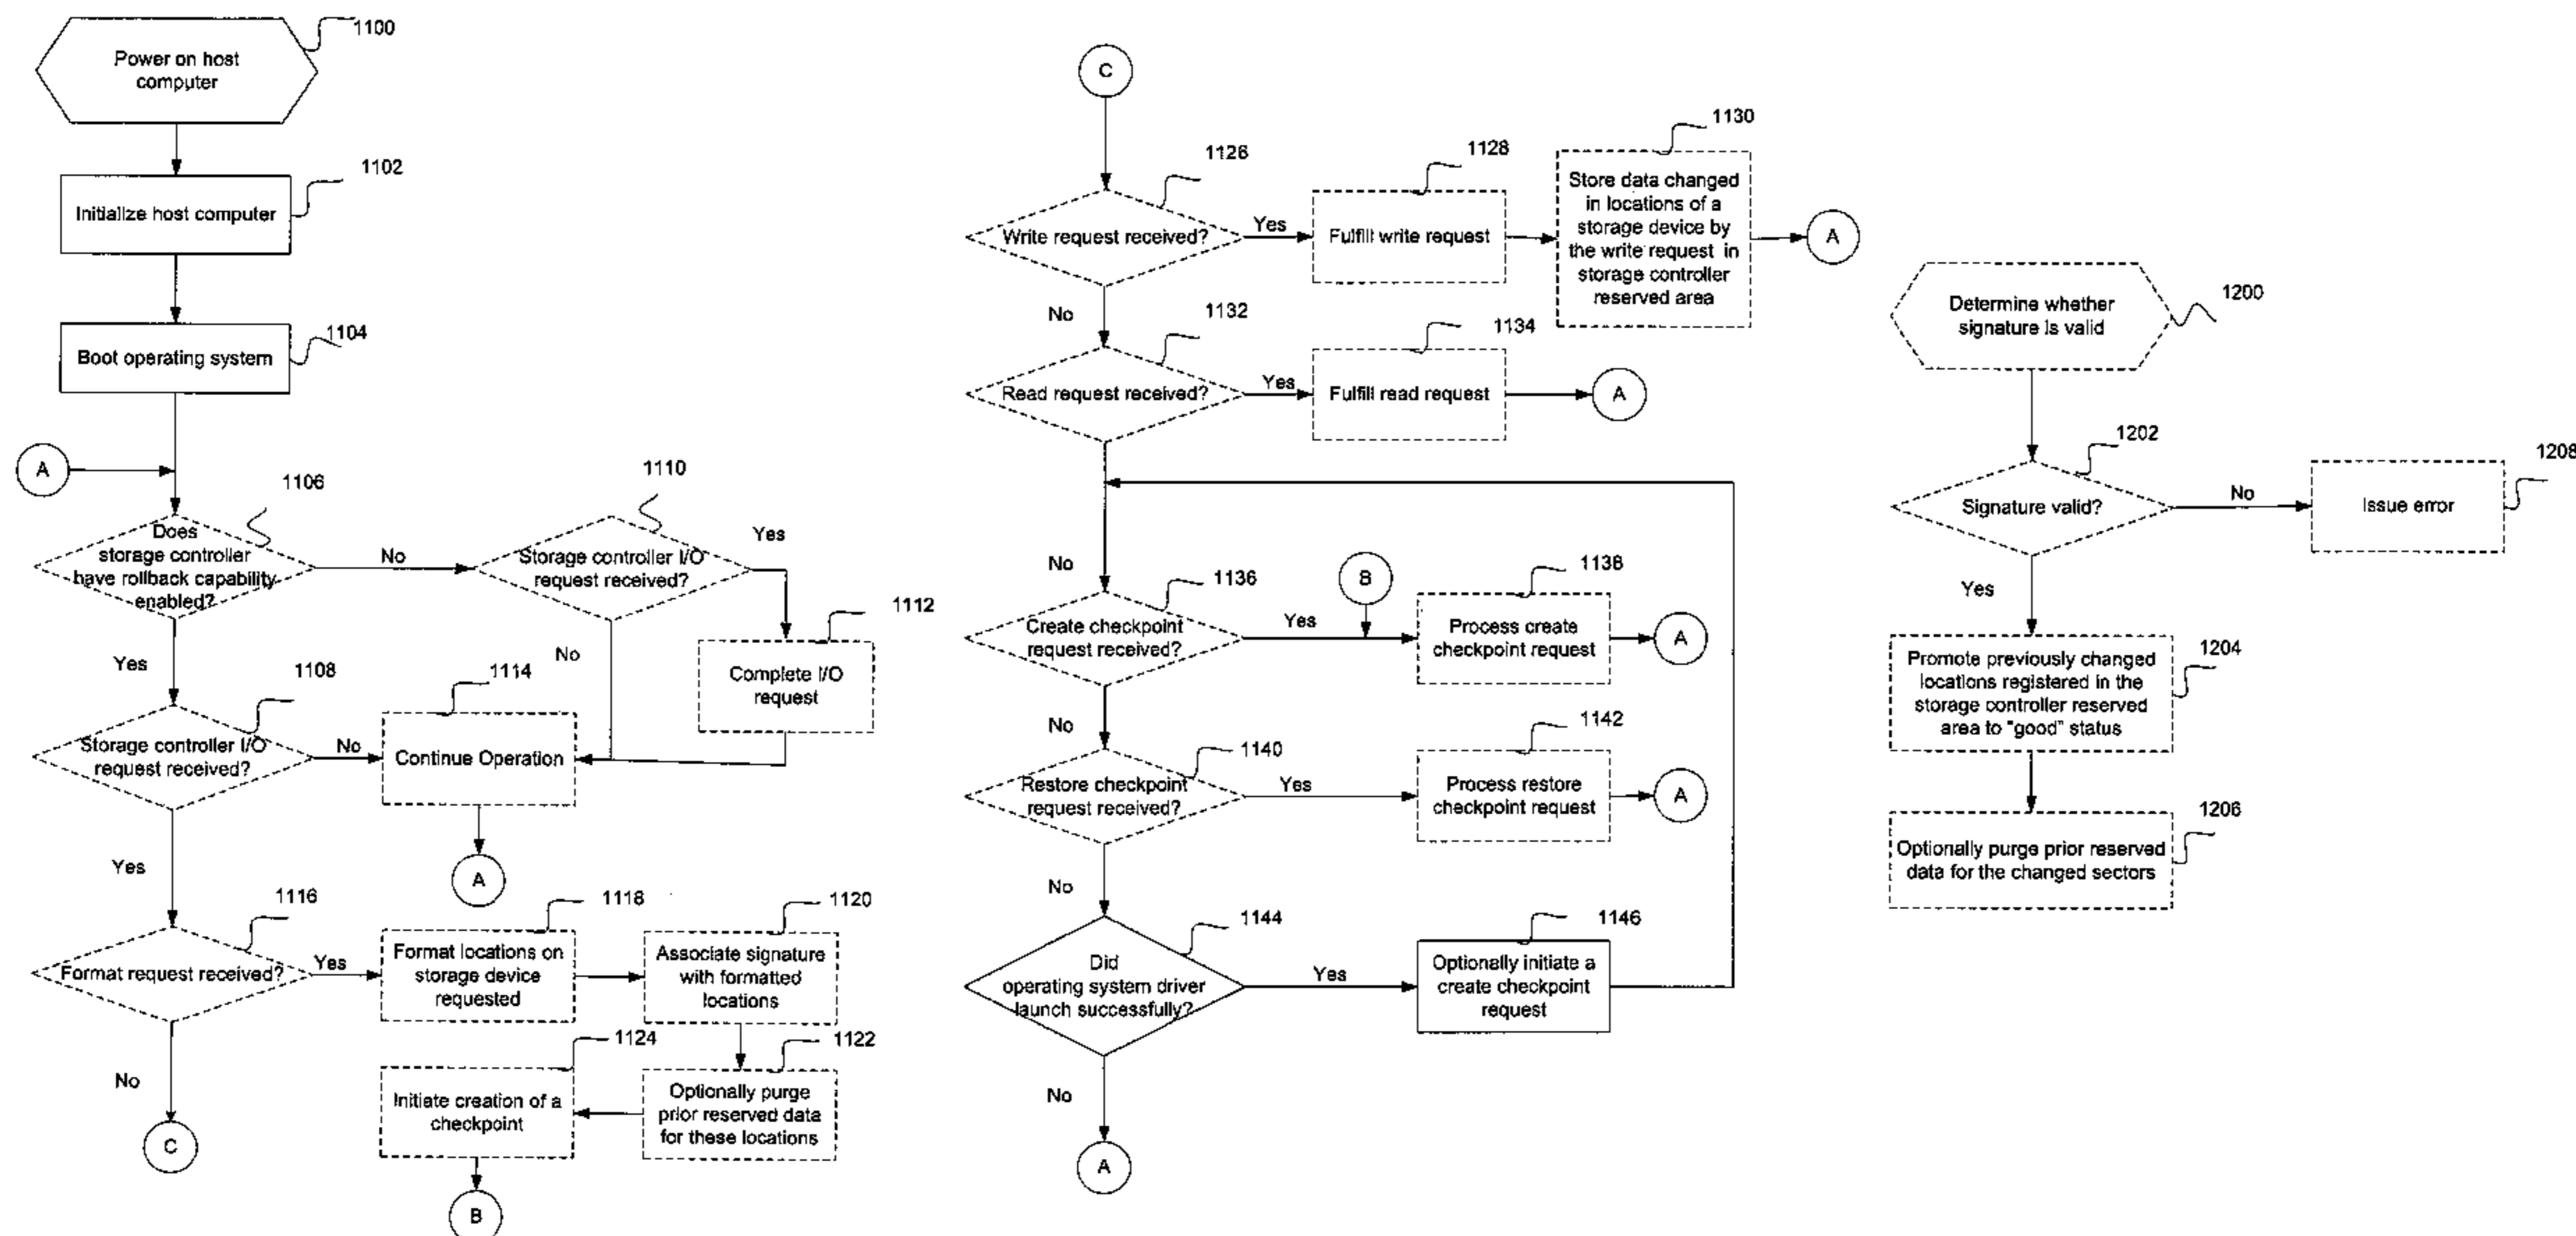 1100
Power on host
computer
1102
Initialize host computer
1104
Boot operating system
A
1106
Does
storage controller
have rollback capability
enabled?
No
Yes
1110
Storage controller I/O
request received?
Yes
No
1112
Complete I/O
request
1108
Storage controller I/O
request received?
No
Yes
1114
Continue Operation
A
1116
Format request received?
Yes
No
C
1118
Format locations on
storage device
requested
1120
Associate signature
with formatted
locations
1122
Optionally purge
prior reserved data
for these locations
1124
Initiate creation of a
checkpoint
B
C
1126
Write request received?
Yes
No
1128
Fulfill write request
1130
Store data changed
in locations of a
storage device by
the write request in
storage controller
reserved area
A
1132
Read request received?
Yes
No
1134
Fulfill read request
A
1136
Create checkpoint
request received?
Yes
No
B
1138
Process create
checkpoint request
A
1140
Restore checkpoint
request received?
Yes
No
1142
Process restore
checkpoint request
A
1144
Did
operating system driver
launch successfully?
Yes
No
1146
Optionally initiate a
create checkpoint
request
A
1200
Determine whether
signature is valid
1202
Signature valid?
No
Yes
1208
Issue error
1204
Promote previously changed
locations registered in the
storage controller reserved
area to "good" status
1206
Optionally purge prior reserved
data for the changed sectors